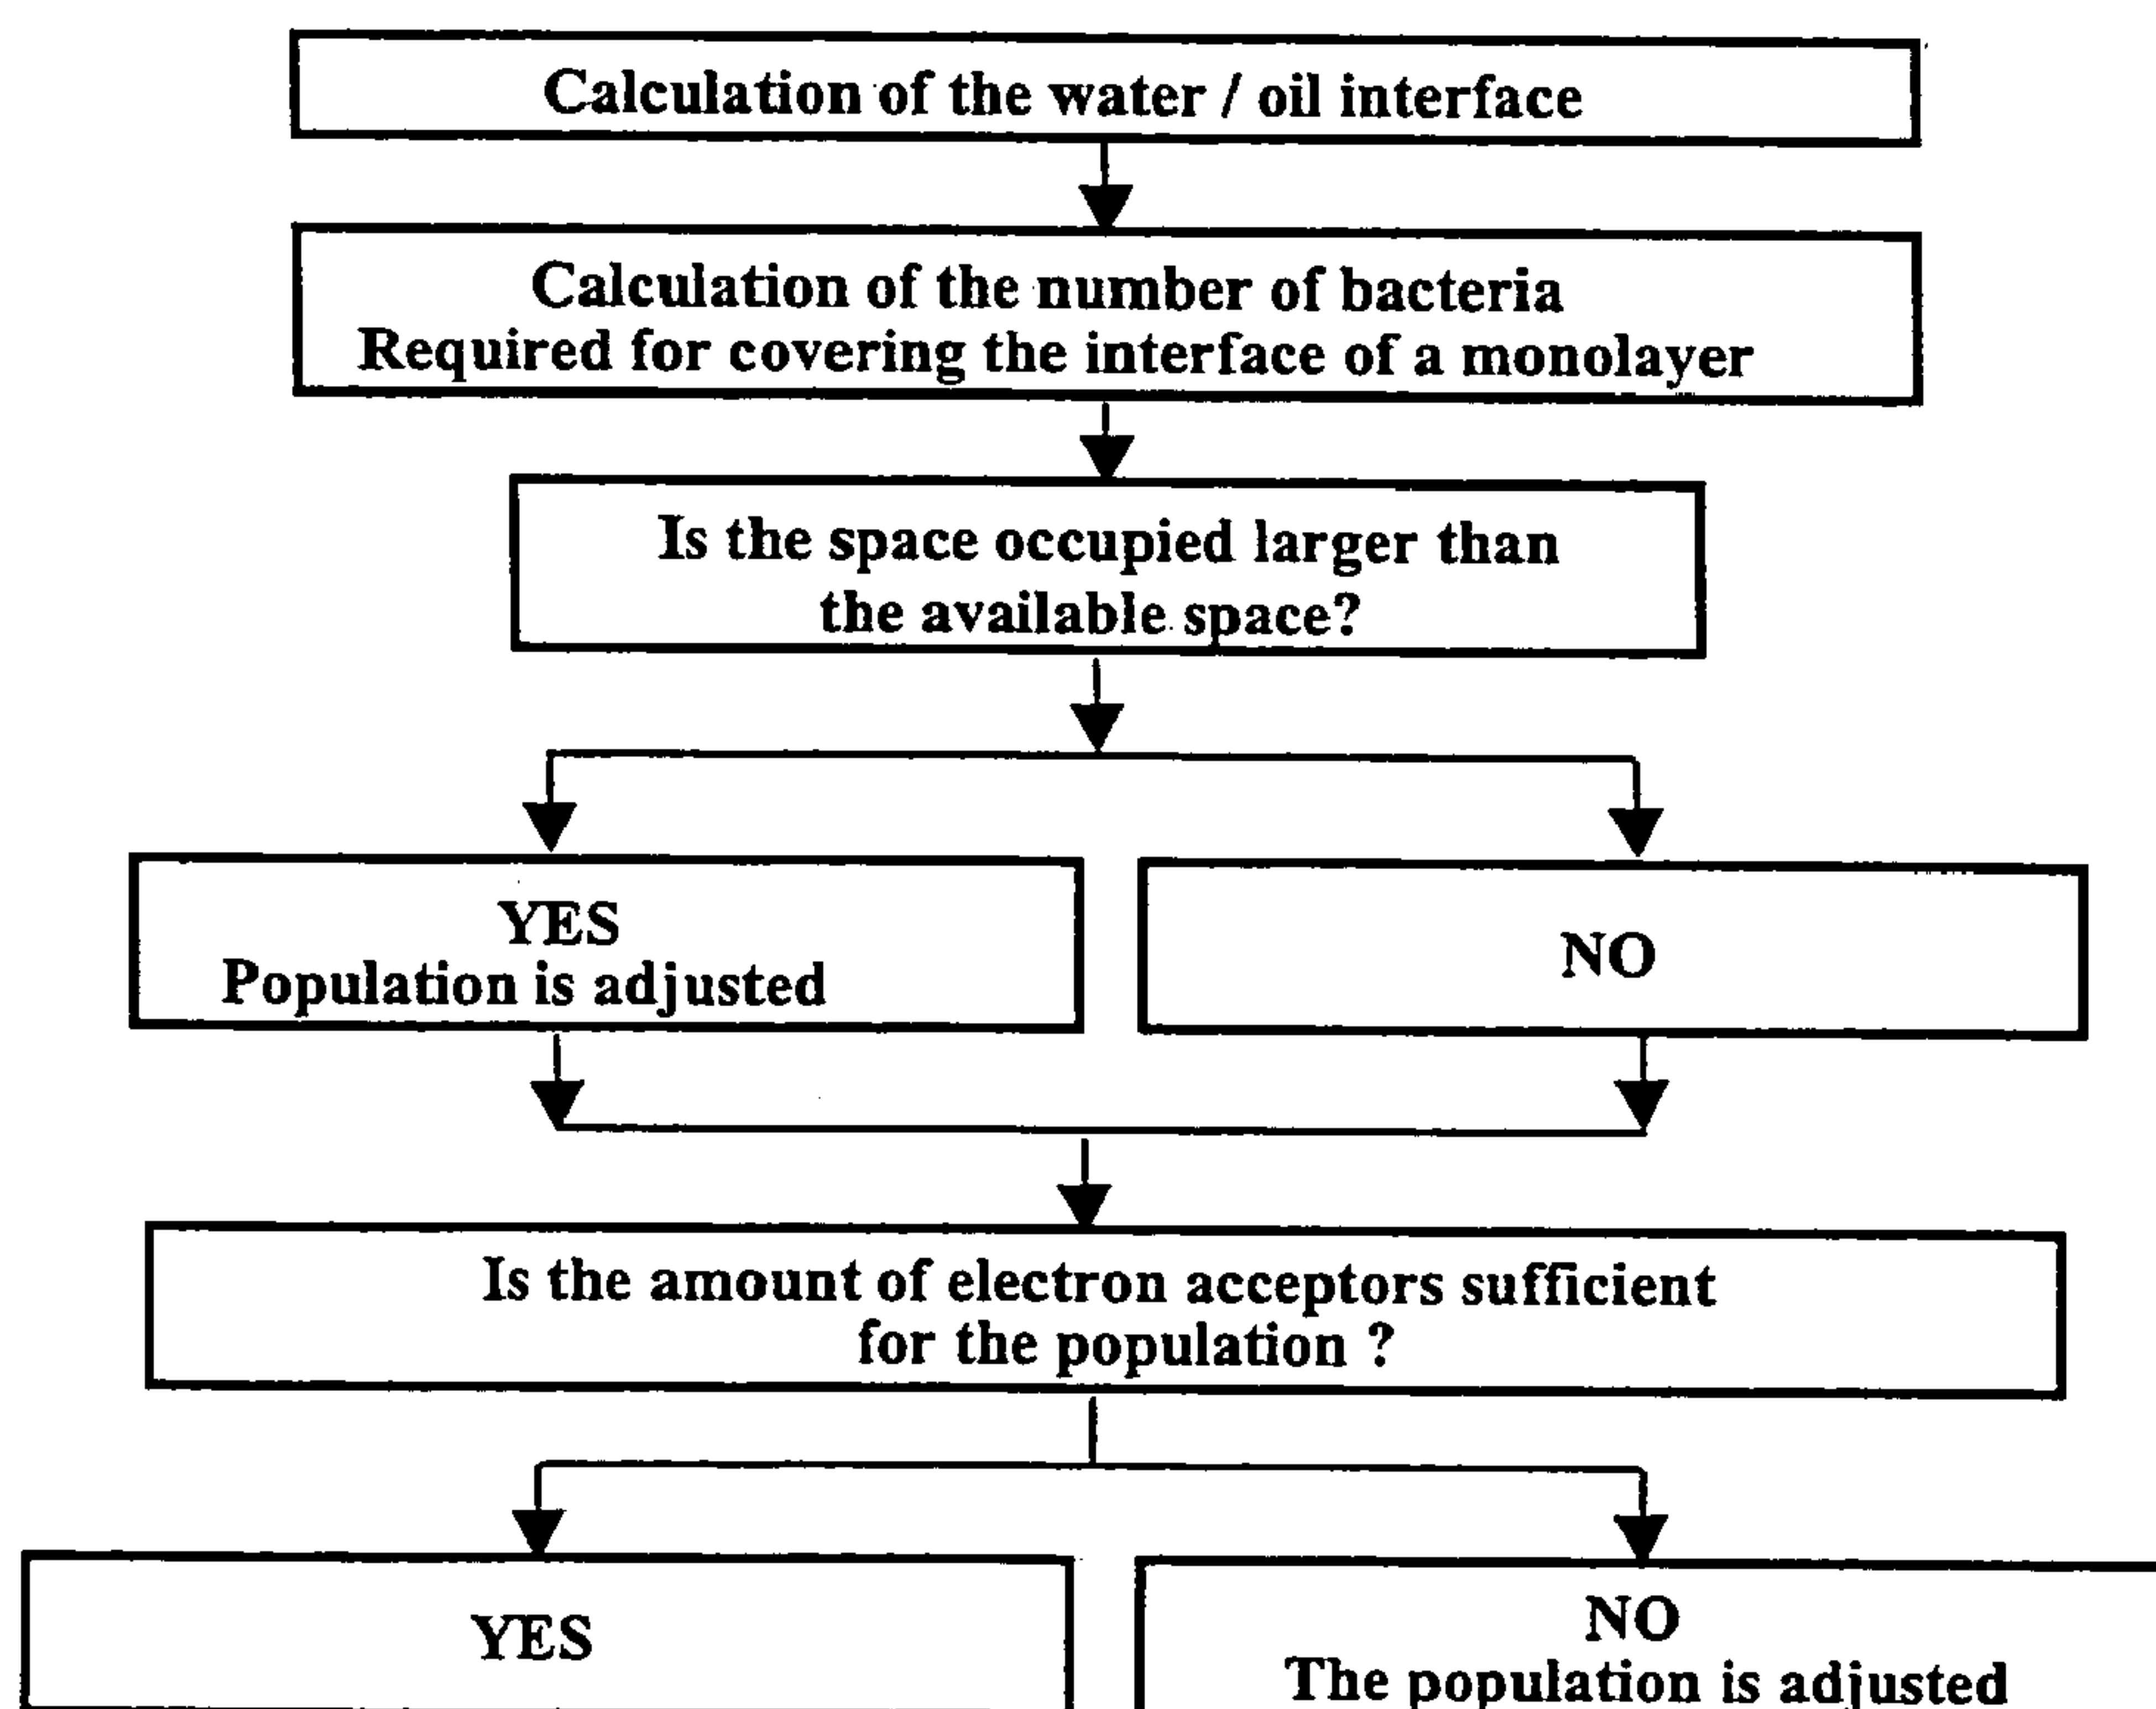 Calculation of the water / oil interface
Calculation of the number of bacteria
Required for covering the interface of a monolayer
Is the space occupied larger than
the available space?
YES
Population is adjusted
NO
Is the amount of electron acceptors sufficient
for the population ?
YES
NO
The population is adjusted